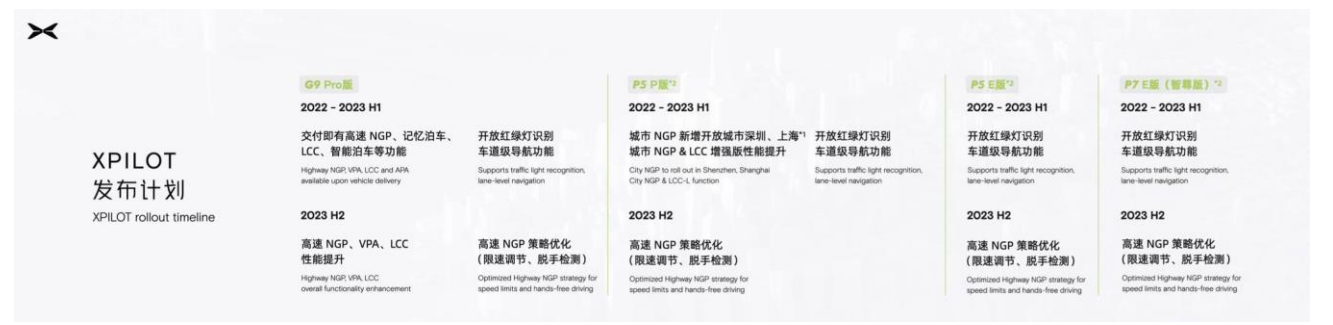 XPILOT
发布计划
XPILOT rollout timeline
G9 Pro版
2022 - 2023 H1
交付即有高速 NGP、记忆泊车、
LCC、智能泊车等功能
Highway NGP, VPA, LCC and APA
available upon vehicle delivery
开放红绿灯识别
车道级导航功能
Supports traffic light recognition,
lane-level navigation
2023 H2
高速 NGP、VPA、LCC
性能提升
Highway NGP, VPA, LCC
overall functionality enhancement
高速 NGP 策略优化
(限速调节、脱手检测)
Optimized Highway NGP strategy for
speed limits and hands-free driving
P5 P版*2
2022 - 2023 H1
城市 NGP 新增开放城市深圳、上海*1
城市 NGP & LCC 增强版性能提升
City NGP to roll out in Shenzhen, Shanghai
City NGP & LCC-L function
开放红绿灯识别
车道级导航功能
Supports traffic light recognition,
lane-level navigation
2023 H2
高速 NGP 策略优化
(限速调节、脱手检测)
Optimized Highway NGP strategy for
speed limits and hands-free driving
P5 E版*2
2022 - 2023 H1
开放红绿灯识别
车道级导航功能
Supports traffic light recognition,
lane-level navigation
2023 H2
高速 NGP 策略优化
(限速调节、脱手检测)
Optimized Highway NGP strategy for
speed limits and hands-free driving
P7 E版（智尊版）*2
2022 - 2023 H1
开放红绿灯识别
车道级导航功能
Supports traffic light recognition,
lane-level navigation
2023 H2
高速 NGP 策略优化
(限速调节、脱手检测)
Optimized Highway NGP strategy for
speed limits and hands-free driving